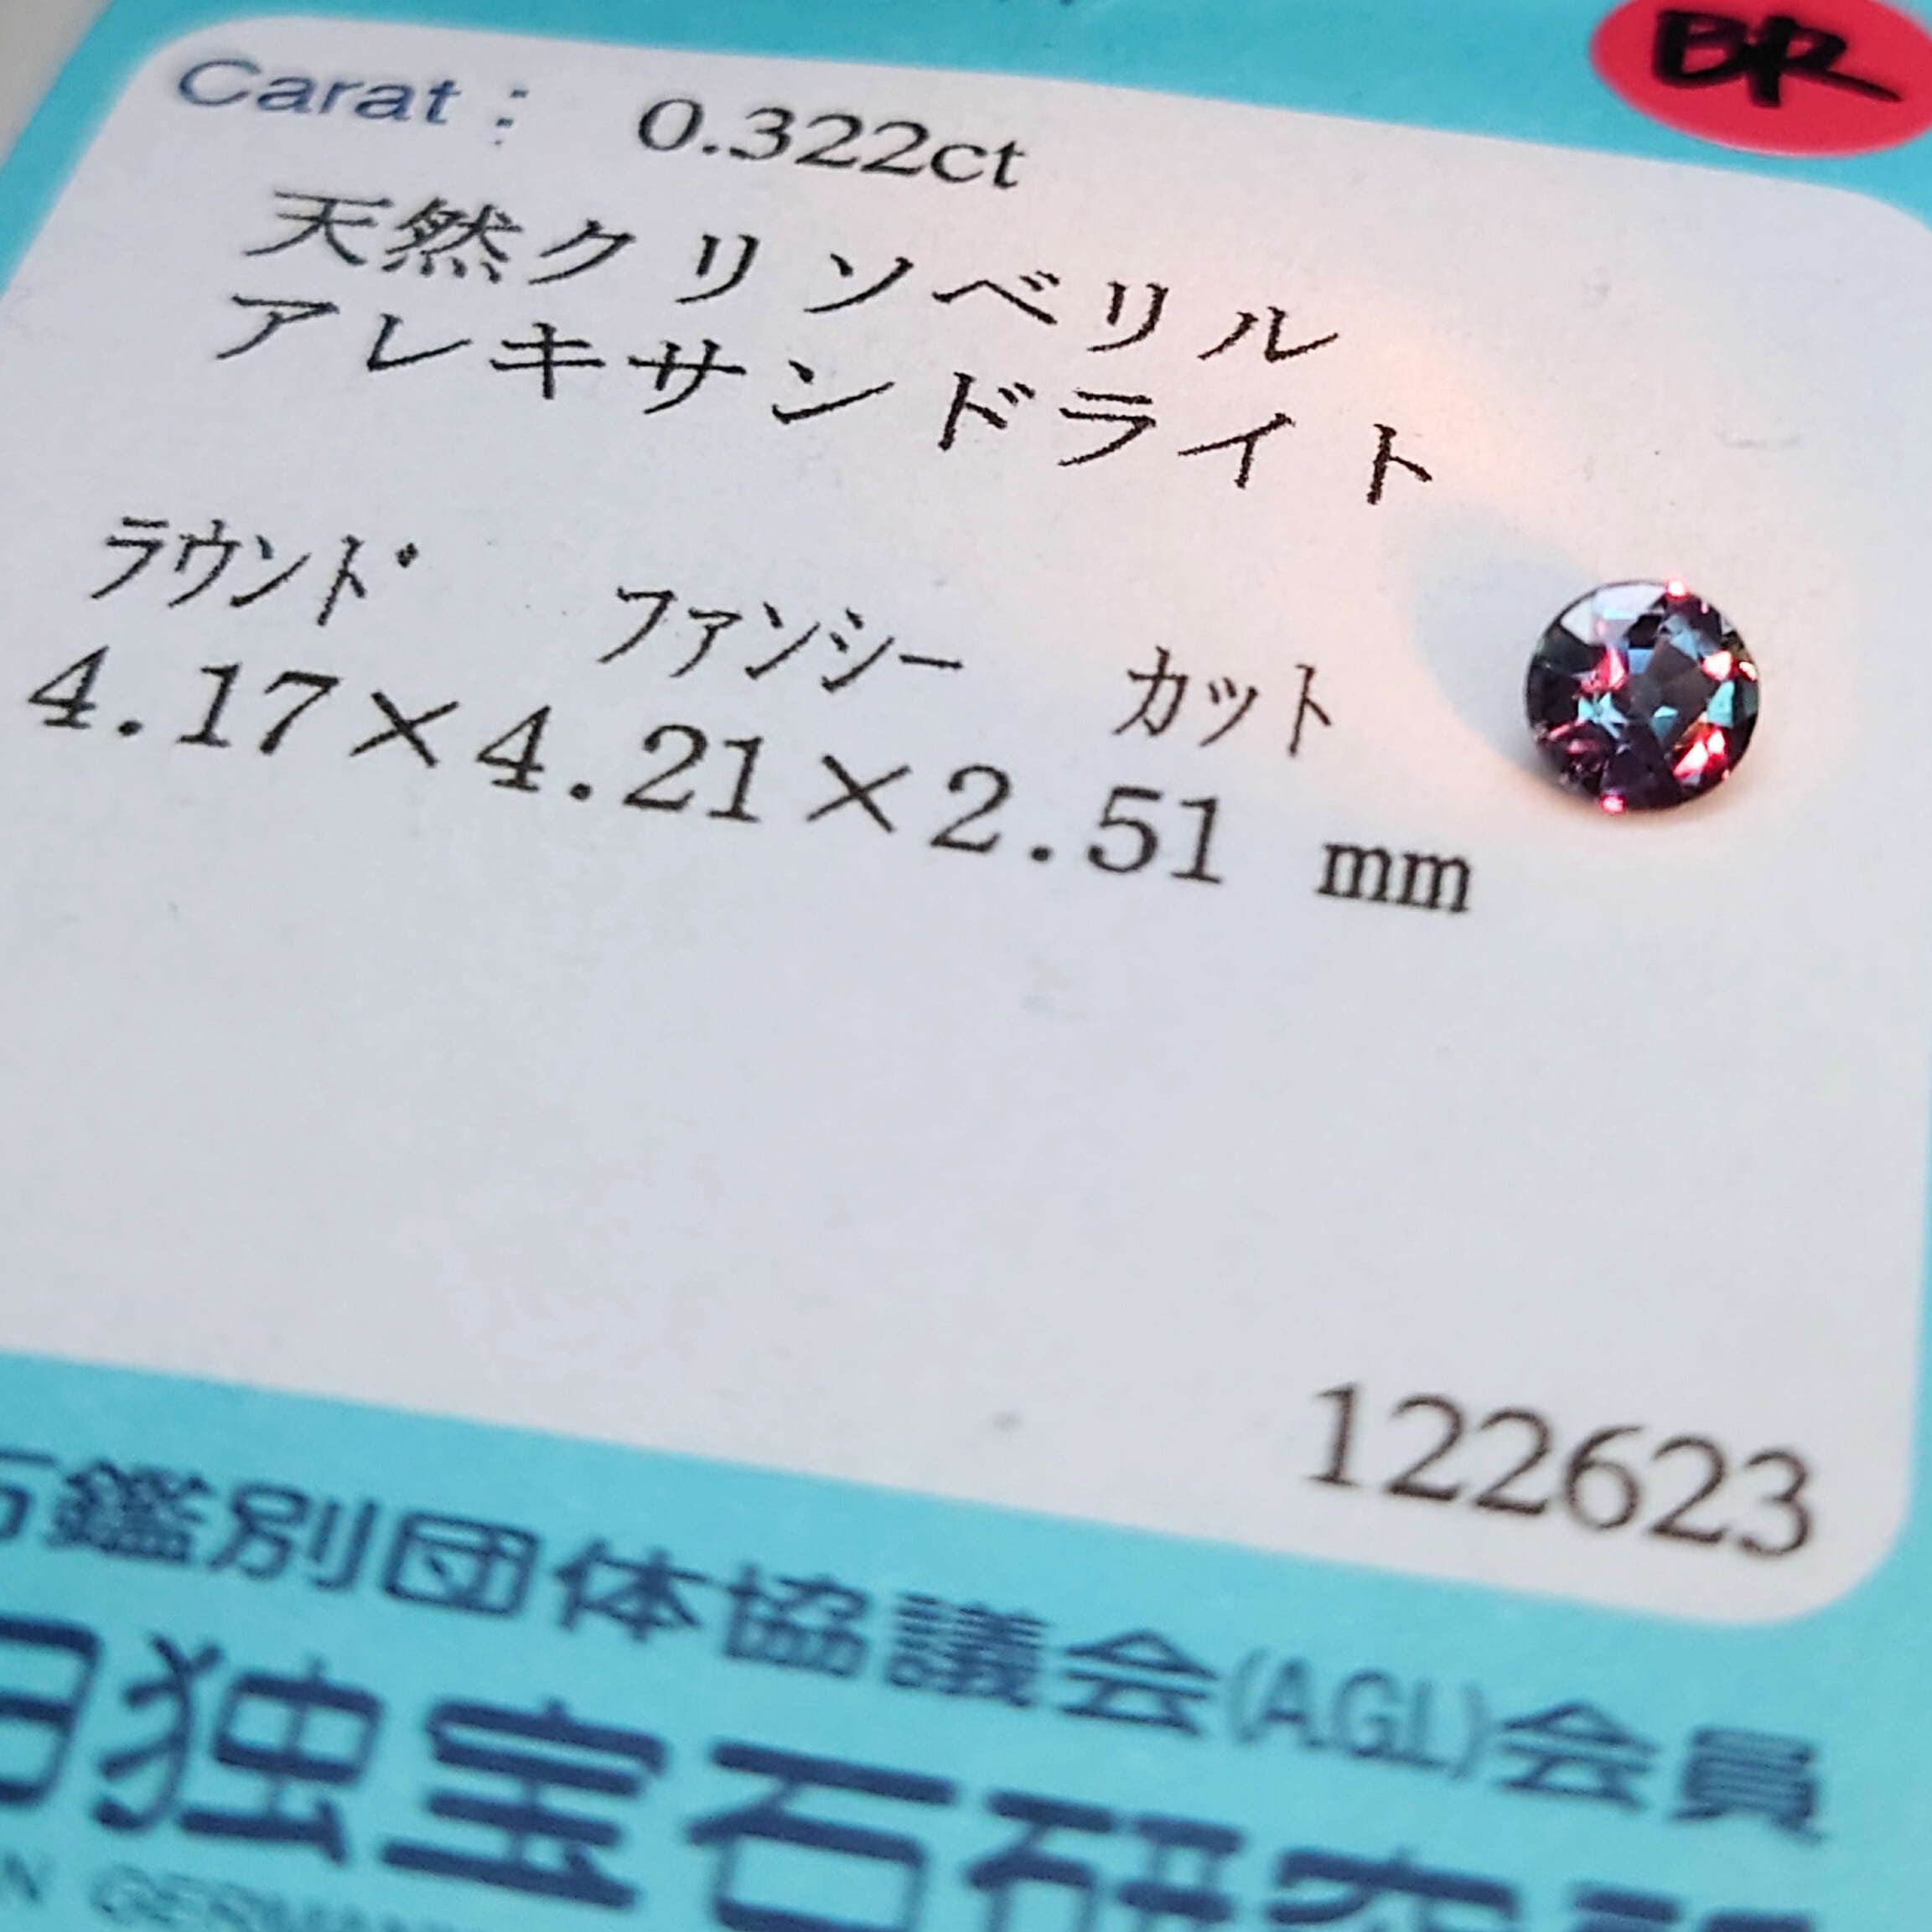 BR
Carat : 0.322ct
天然クリソベリル
アレキサンドライト
ﾗｳﾝﾄﾞ ﾌｧﾝｼｰ ｶｯﾄ
4.17×4.21×2.51 mm
122623
石鑑別団体協議会(AGL)会員
日独宝石研究